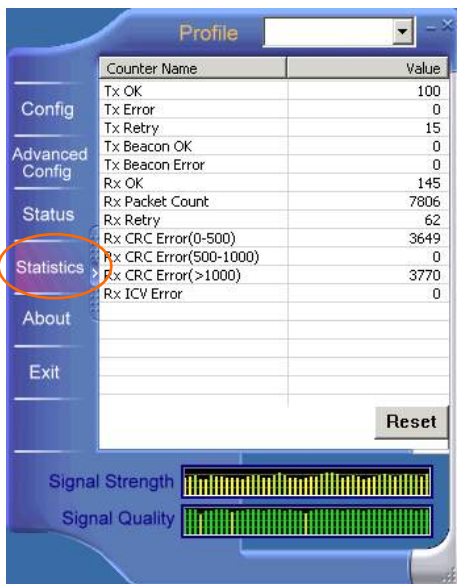 Profile
Counter Name Value
Tx OK 100
Tx Error 0
Tx Retry 15
Tx Beacon OK 0
Tx Beacon Error 0
Rx OK 145
Rx Packet Count 7806
Rx Retry 62
Rx CRC Error(0-500) 3649
Rx CRC Error(500-1000) 0
Rx CRC Error(>1000) 3770
Rx ICV Error 0
Config
Advanced
Config
Status
Statistics
About
Exit
Reset
Signal Strength
Signal Quality